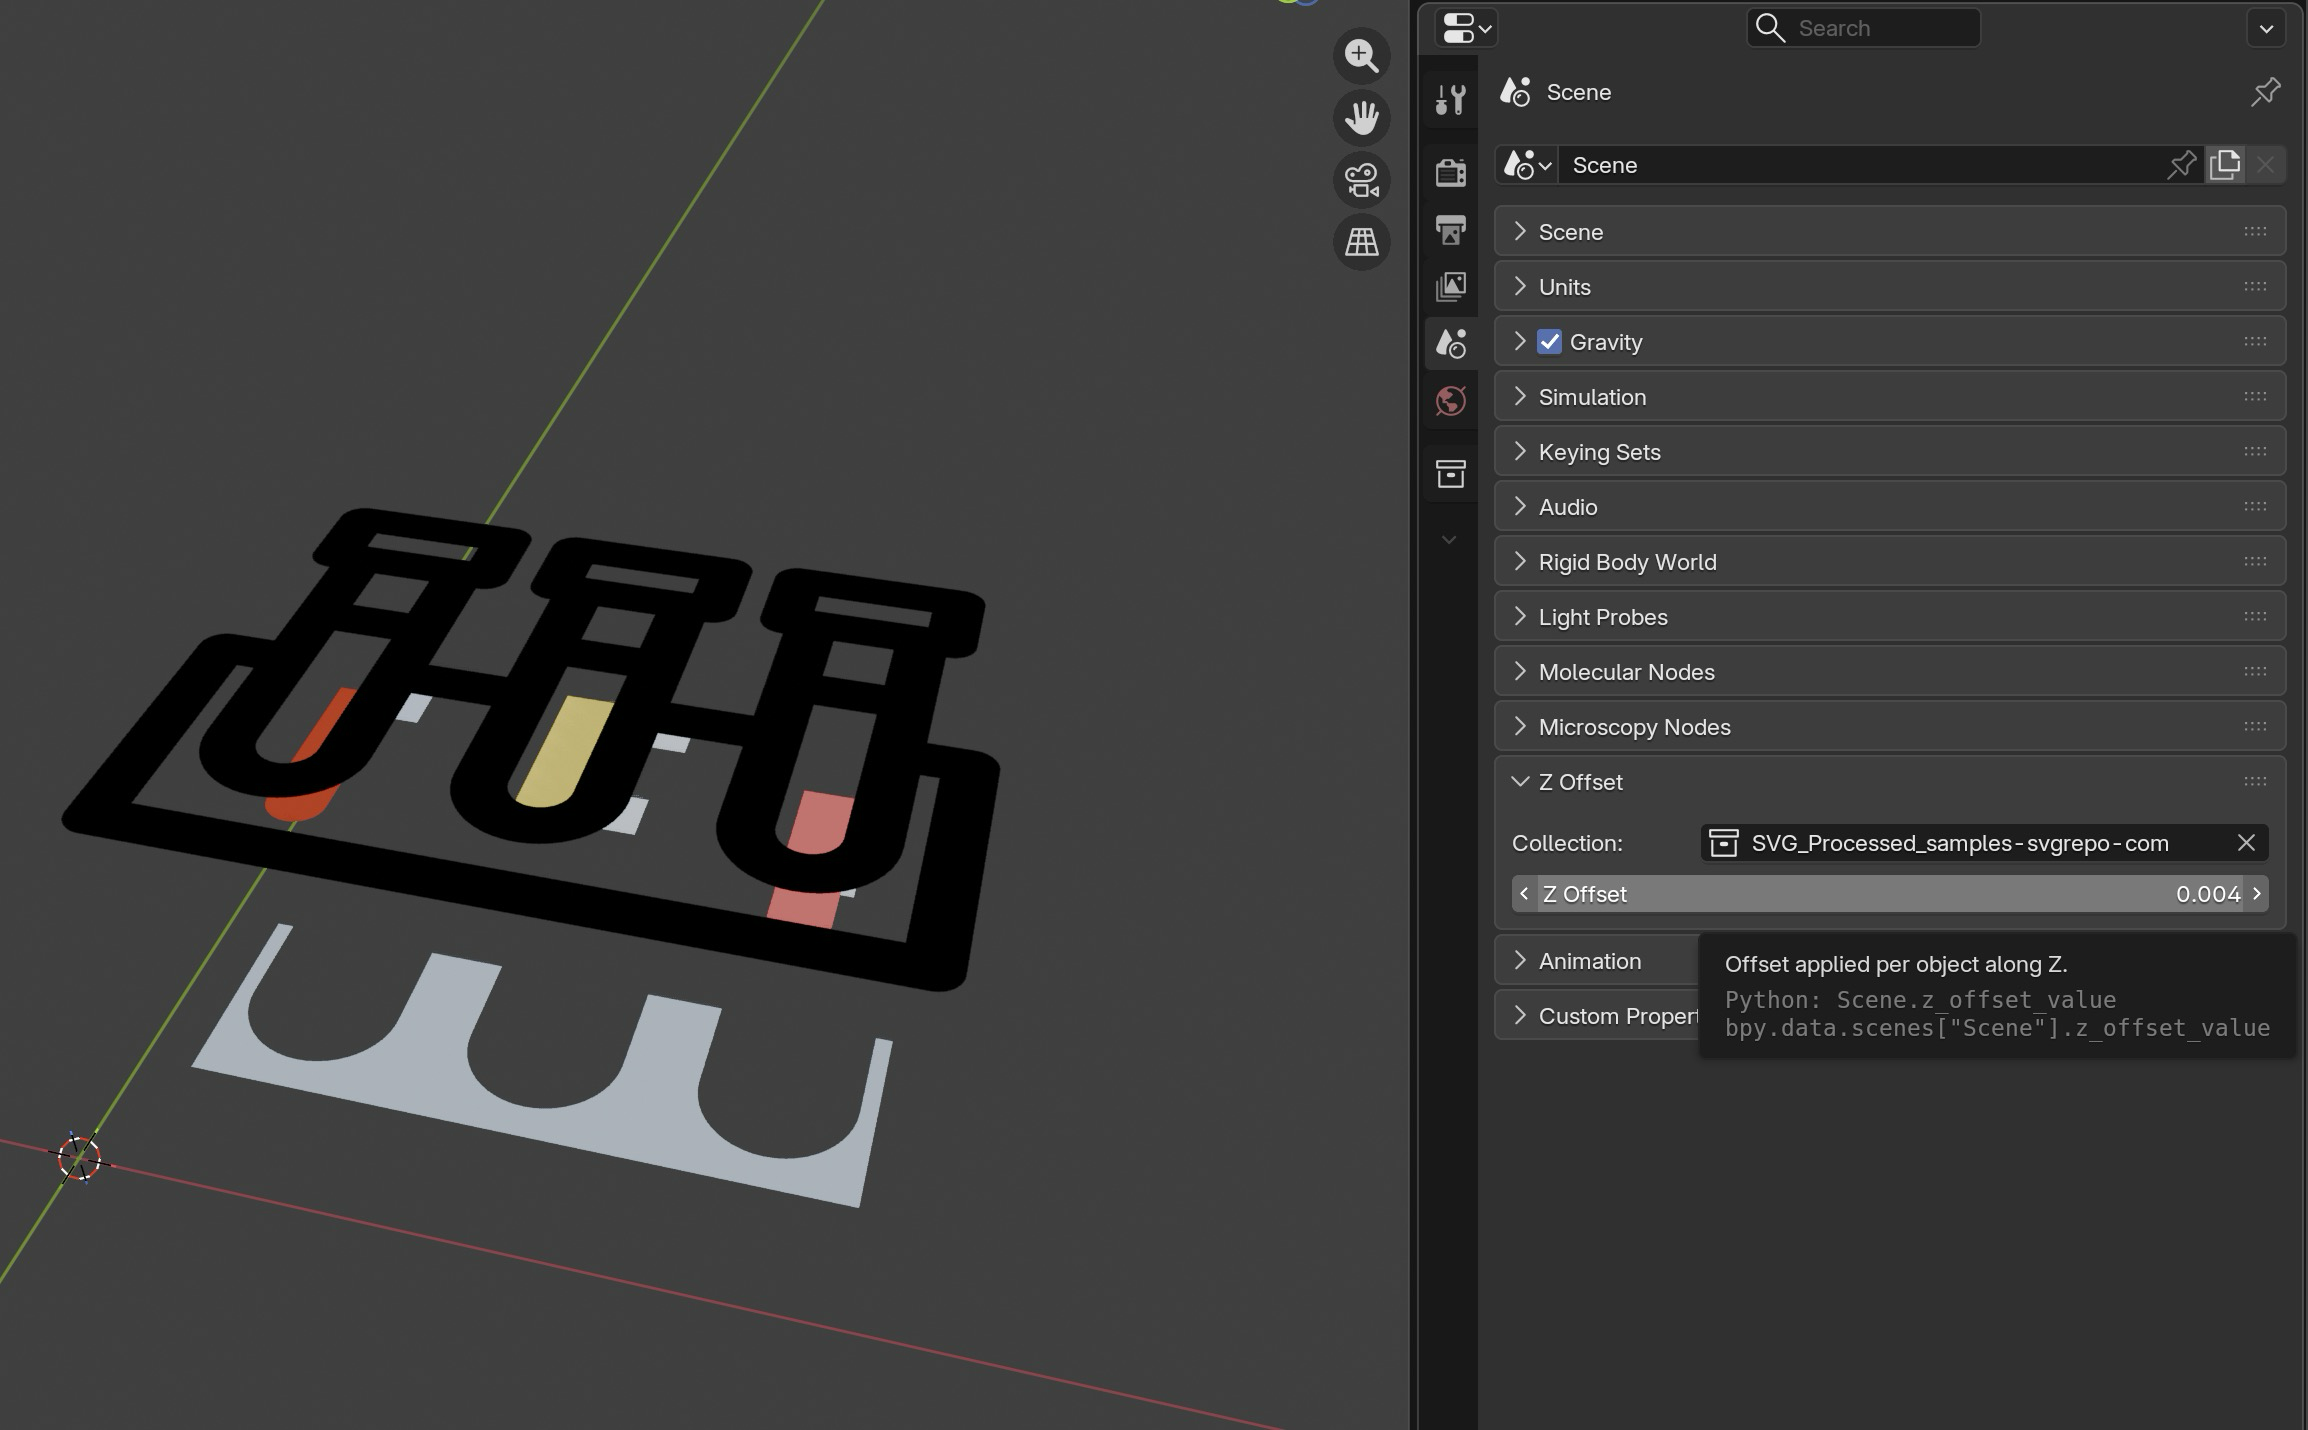 Search
Scene
Scene
Scene
Units
Gravity
Simulation
Keying Sets
Audio
Rigid Body World
Light Probes
Molecular Nodes
Microscopy Nodes
Z Offset
Collection: SVG_Processed_samples-svgrepo-com
Z Offset 0.004
Animation
Custom Propert
Offset applied per object along Z.
Python: Scene.z_offset_value
bpy.data.scenes["Scene"].z_offset_value